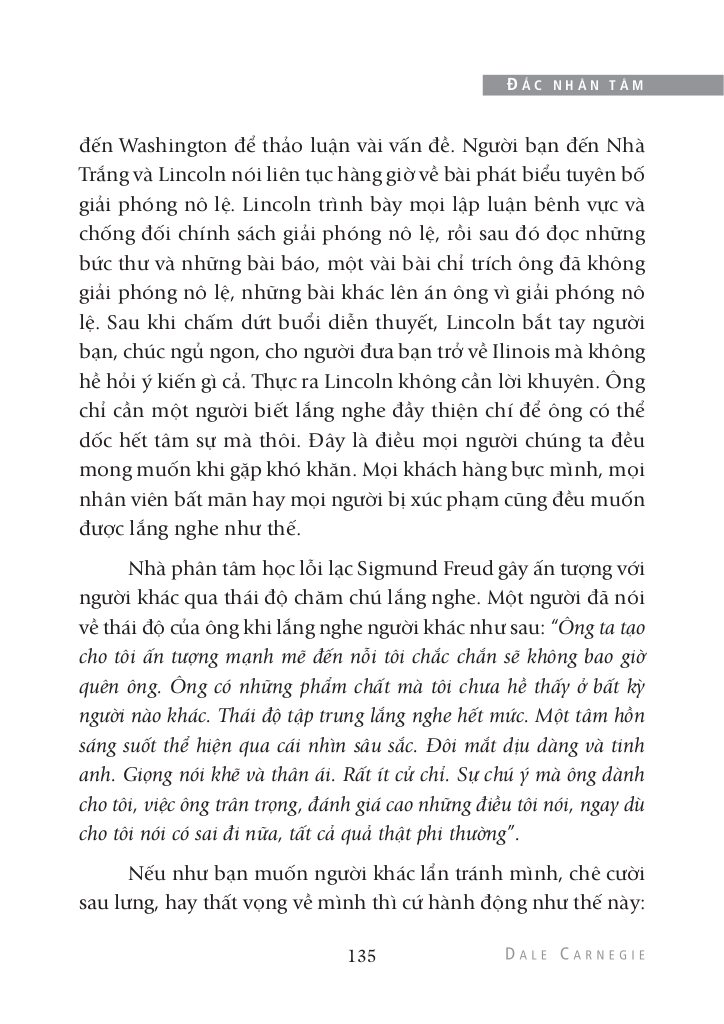 ĐẮC NHÂN TÂM
đến Washington để thảo luận vài vấn đề. Người bạn đến Nhà
Trắng và Lincoln nói liên tục hàng giờ về bài phát biểu tuyên bố
giải phóng nô lệ. Lincoln trình bày mọi lập luận bênh vực và
chống đối chính sách giải phóng nô lệ, rồi sau đó đọc những
bức thư và những bài báo, một vài bài chỉ trích ông đã không
giải phóng nô lệ, những bài khác lên án ông vì giải phóng nô
lệ. Sau khi chấm dứt buổi diễn thuyết, Lincoln bắt tay người
bạn, chúc ngủ ngon, cho người đưa bạn trở về Ilinois mà không
hề hỏi ý kiến gì cả. Thực ra Lincoln không cần lời khuyên. Ông
chỉ cần một người biết lắng nghe đầy thiện chí để ông có thể
dốc hết tâm sự mà thôi. Đây là điều mọi người chúng ta đều
mong muốn khi gặp khó khăn. Mọi khách hàng bực mình, mọi
nhân viên bất mãn hay mọi người bị xúc phạm cũng đều muốn
được lắng nghe như thế.
Nhà phân tâm học lỗi lạc Sigmund Freud gây ấn tượng với
người khác qua thái độ chăm chú lắng nghe. Một người đã nói
về thái độ của ông khi lắng nghe người khác như sau: “Ông ta tạo
cho tôi ấn tượng mạnh mẽ đến nỗi tôi chắc chắn sẽ không bao giờ
quên ông. Ông có những phẩm chất mà tôi chưa hề thấy ở bất kỳ
người nào khác. Thái độ tập trung lắng nghe hết mức. Một tâm hồn
sáng suốt thể hiện qua cái nhìn sâu sắc. Đôi mắt dịu dàng và tinh
anh. Giọng nói khẽ và thân ái. Rất ít cử chỉ. Sự chú ý mà ông dành
cho tôi, việc ông trân trọng, đánh giá cao những điều tôi nói, ngay dù
cho tôi nói có sai đi nữa, tất cả quả thật phi thường”.
Nếu như bạn muốn người khác lẩn tránh mình, chê cười
sau lưng, hay thất vọng về mình thì cứ hành động như thế này:
135
DALE CARNEGIE